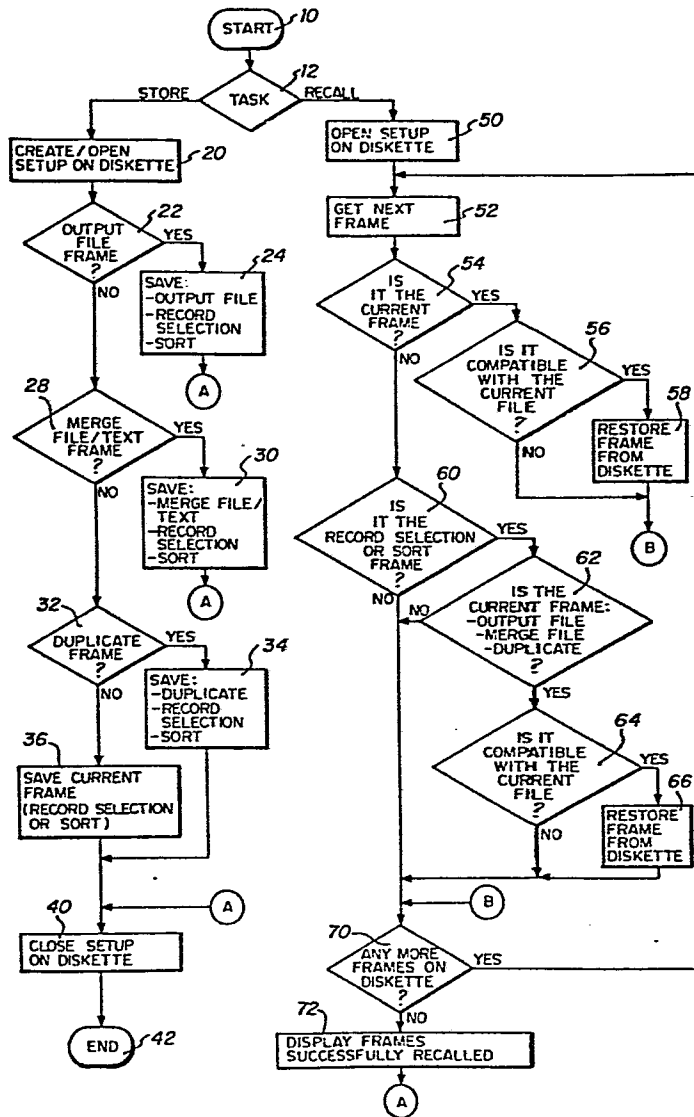 START
10
12
TASK
STORE
RECALL
CREATE/OPEN
SETUP ON DISKETTE
20
22
OUTPUT
FILE
FRAME
?
YES
NO
24
SAVE:
-OUTPUT FILE
-RECORD
SELECTION
-SORT
A
28
MERGE
FILE/TEXT
FRAME
?
YES
NO
30
SAVE:
-MERGE FILE/
TEXT
-RECORD
SELECTION
-SORT
A
32
DUPLICATE
FRAME
?
YES
NO
34
SAVE:
-DUPLICATE
-RECORD
SELECTION
-SORT
36
SAVE CURRENT
FRAME
(RECORD SELECTION
OR SORT)
A
40
CLOSE SETUP
ON DISKETTE
END
42
OPEN SETUP
ON DISKETTE
50
GET NEXT
FRAME
52
54
IS
IT THE
CURRENT
FRAME
?
YES
NO
56
IS IT
COMPATIBLE
WITH THE
CURRENT
FILE
?
YES
NO
58
RESTORE
FRAME
FROM
DISKETTE
B
60
IS
IT THE
RECORD SELECTION
OR SORT
FRAME
?
YES
NO
62
IS THE
CURRENT FRAME:
-OUTPUT FILE
-MERGE FILE
-DUPLICATE
?
NO
YES
64
IS IT
COMPATIBLE
WITH THE
CURRENT
FILE
?
YES
NO
66
RESTORE
FRAME
FROM
DISKETTE
B
70
ANY MORE
FRAMES ON
DISKETTE
?
YES
NO
72
DISPLAY FRAMES
SUCCESSFULLY RECALLED
A